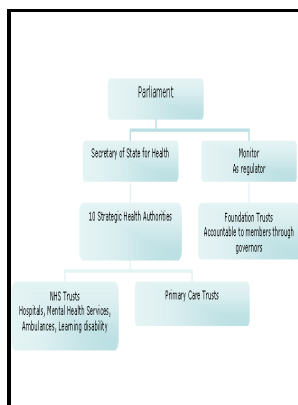 Parliament
Secretary of State for Health
Monitor
As regulator
10 Strategic Health Authorities
Foundation Trusts
Accountable to members through
governors
NHS Trusts
Hospitals, Mental Health Services,
Ambulances, Learning disability
Primary Care Trusts